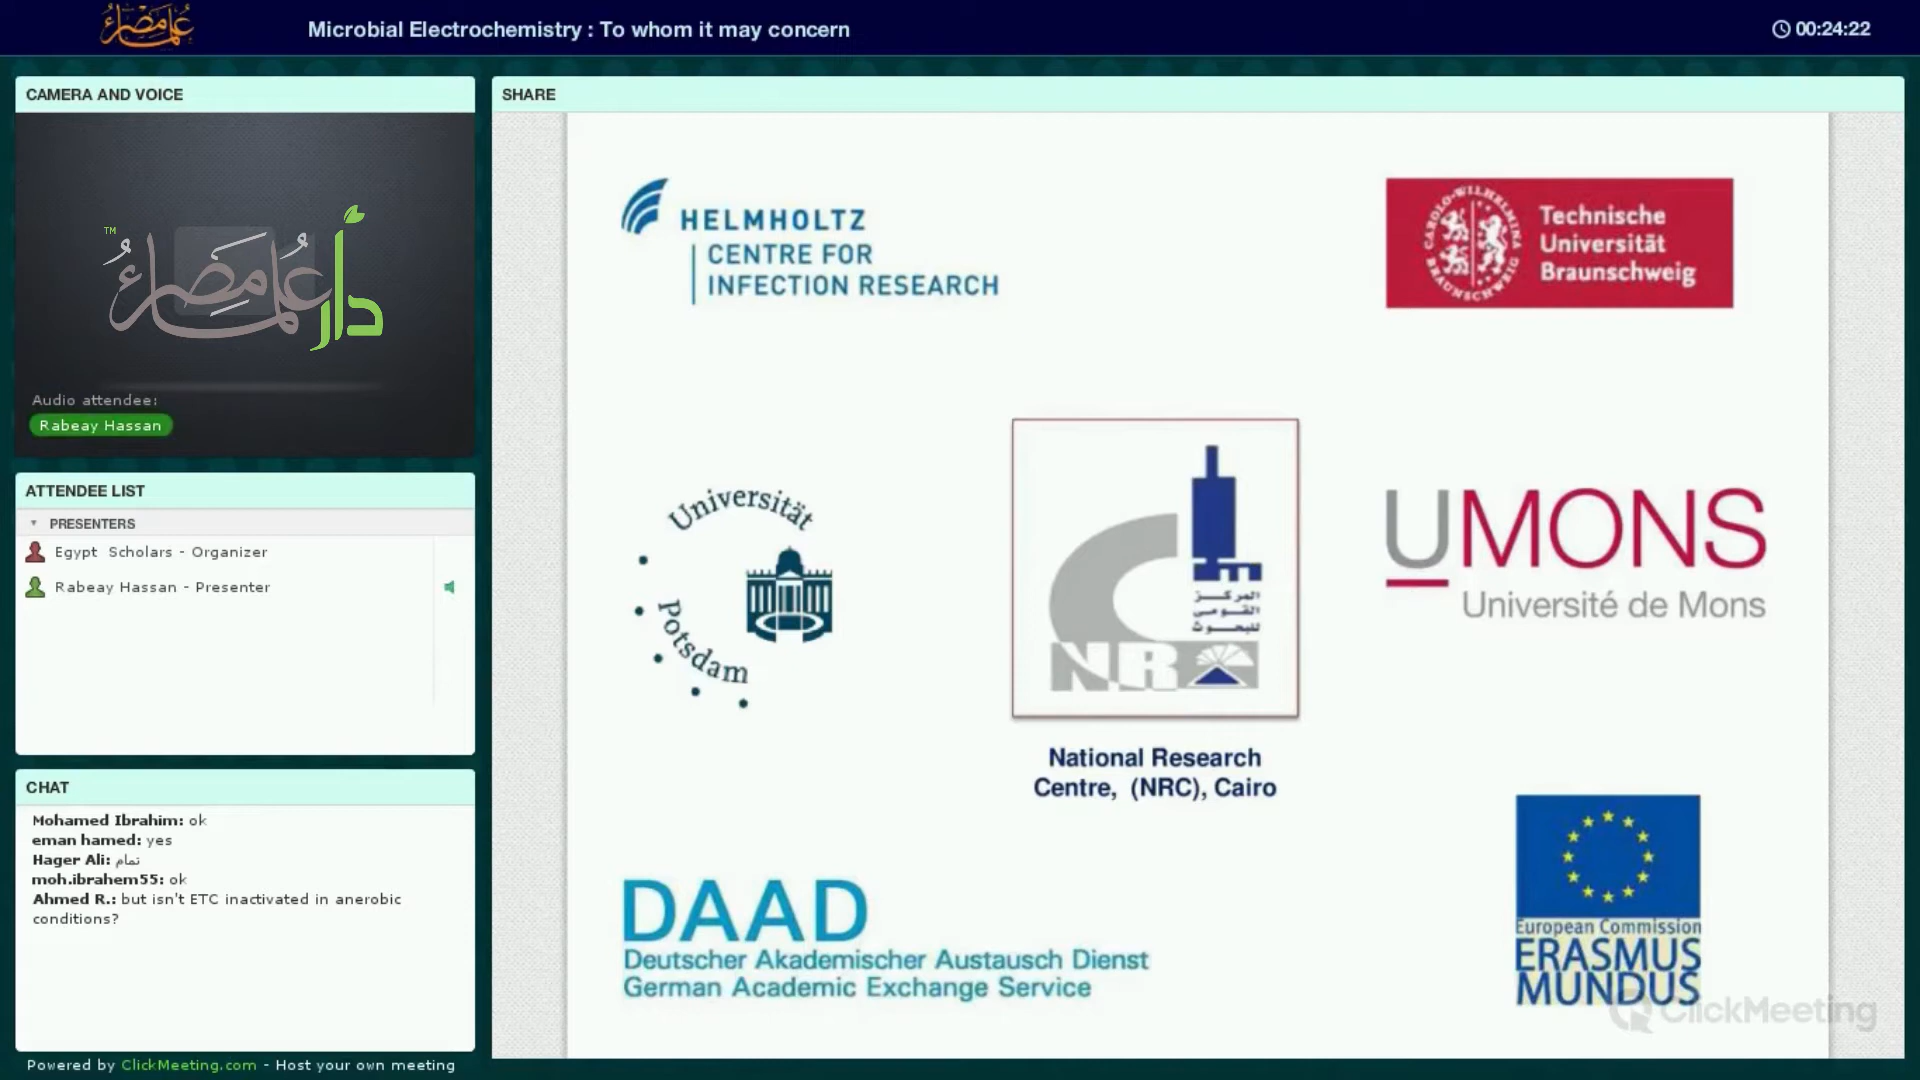 علماء مصر
Microbial Electrochemistry : To whom it may concern
00:24:22
CAMERA AND VOICE
TM
دار علماء مصر
Audio attendee:
Rabeay Hassan
ATTENDEE LIST
PRESENTERS
Egypt Scholars - Organizer
Rabeay Hassan - Presenter
CHAT
Mohamed Ibrahim: ok
eman hamed: yes
Hager Ali: تمام
moh.ibrahem55: ok
Ahmed R.: but isn't ETC inactivated in anerobic
conditions?
Powered by ClickMeeting.com - Host your own meeting
SHARE
HELMHOLTZ
CENTRE FOR
INFECTION RESEARCH
CAROLO-WILHELMINA
BRAUNSCHWEIG
Technische
Universität
Braunschweig
Universität
Potsdam
المركز
القومى
للبحوث
NRC
National Research
Centre, (NRC), Cairo
UMONS
Université de Mons
DAAD
Deutscher Akademischer Austausch Dienst
German Academic Exchange Service
European Commission
ERASMUS
MUNDUS
ClickMeeting